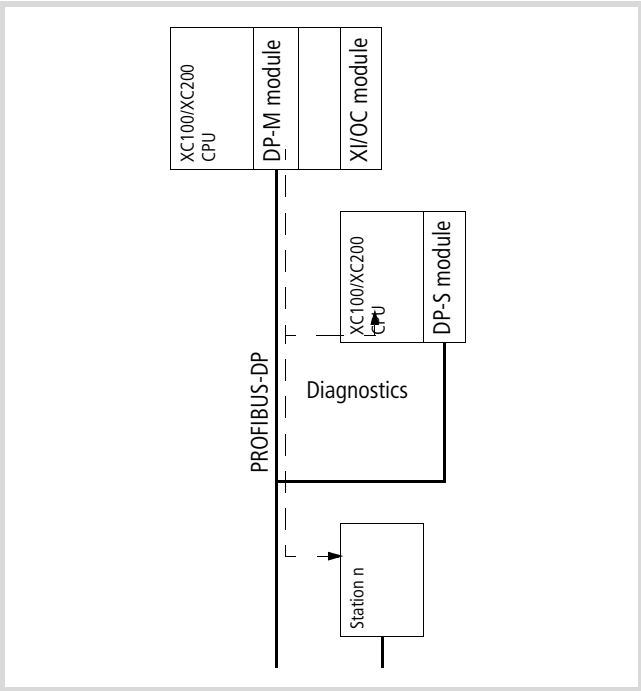 XC100/XC200
CPU
DP-M module
XI/OC module
XC100/XC200
CPU
DP-S module
PROFIBUS-DP
Diagnostics
Station n